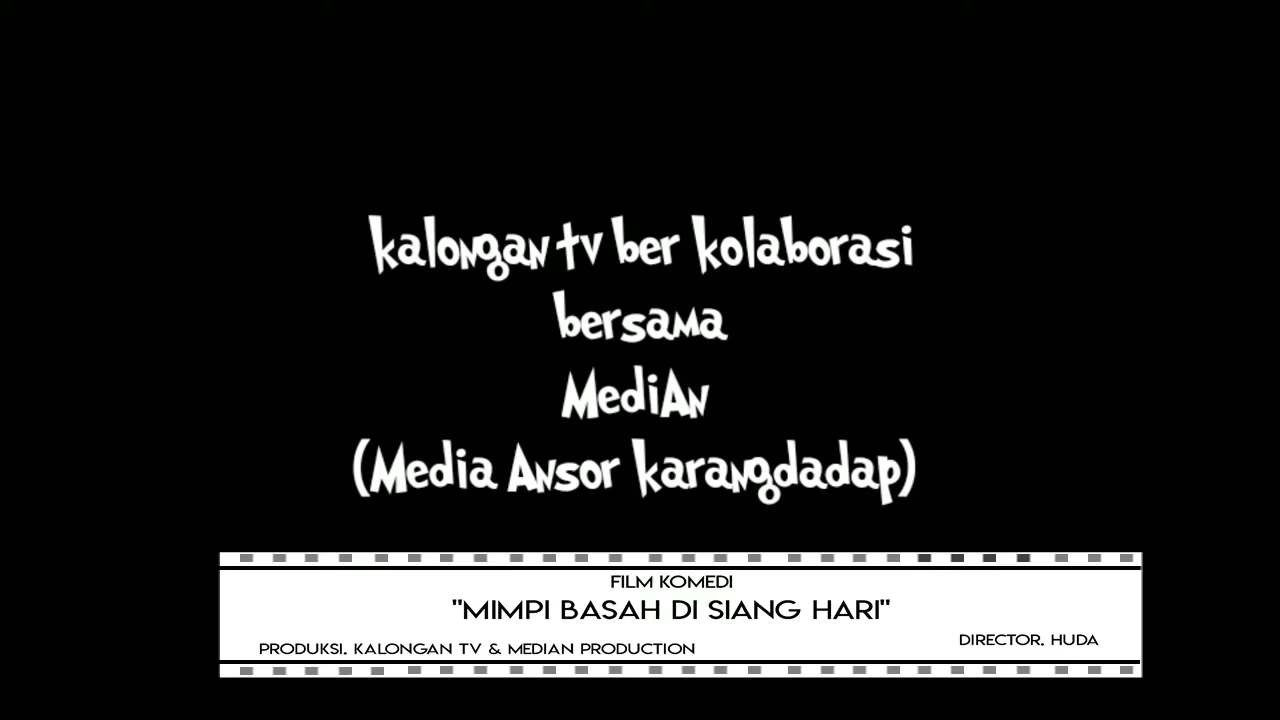 kalongan tv ber kolaborasi
bersama
MediAn
(Media Ansor karangdadap)
FILM KOMEDI
"MIMPI BASAH DI SIANG HARI"
PRODUKSI. KALONGAN TV & MEDIAN PRODUCTION
DIRECTOR. HUDA